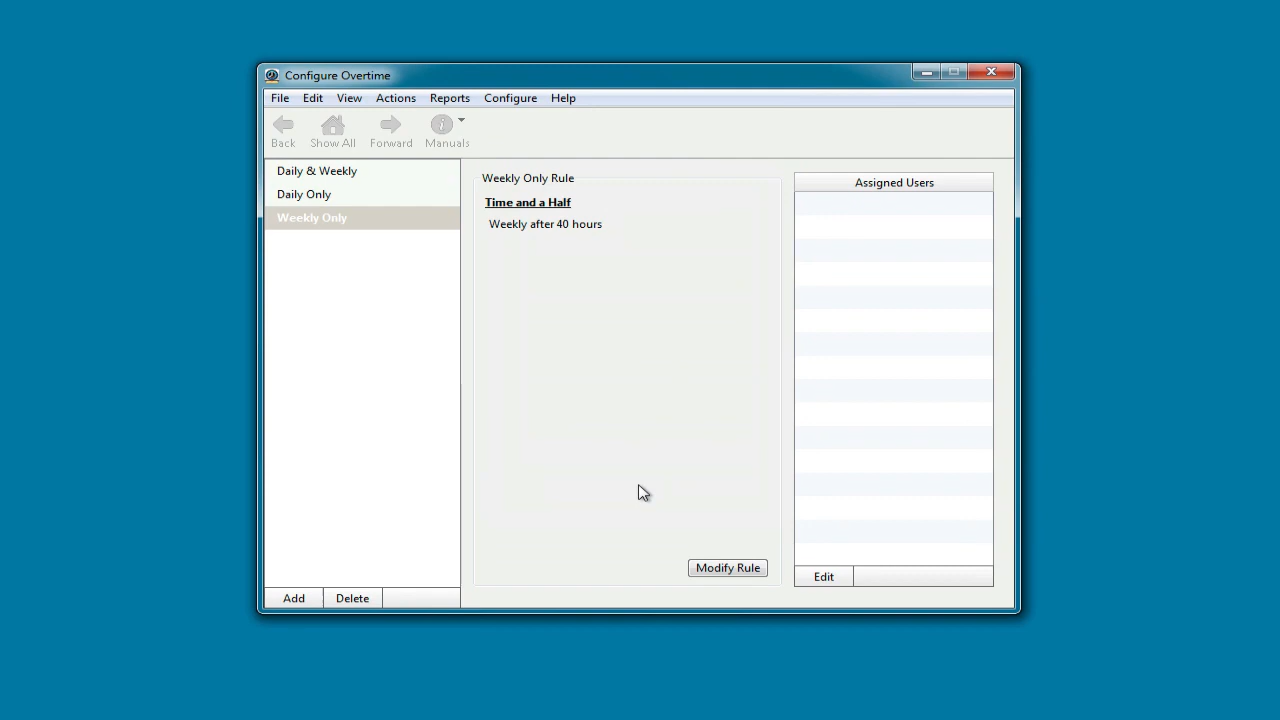 Configure Overtime
File Edit View Actions Reports Configure Help
Back Show All Forward Manuals
Daily & Weekly
Daily Only
Weekly Only
Weekly Only Rule
Time and a Half
Weekly after 40 hours
Modify Rule
Assigned Users
Edit
Add Delete